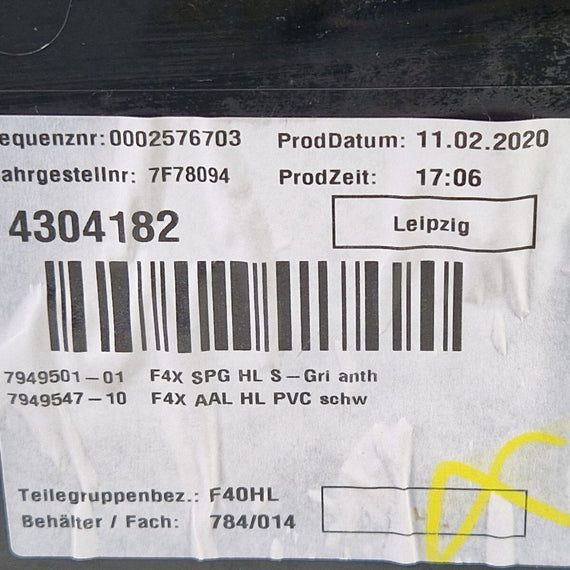 equenznr: 0002576703 ProdDatum: 11.02.2020
ahrgestellnr: 7F78094 ProdZeit: 17:06
4304182 Leipzig
7949501-01 F4X SPG HL S-Gri anth
7949547-10 F4X AAL HL PVC schw
Teilegruppenbez.: F40HL
Behälter / Fach: 784/014